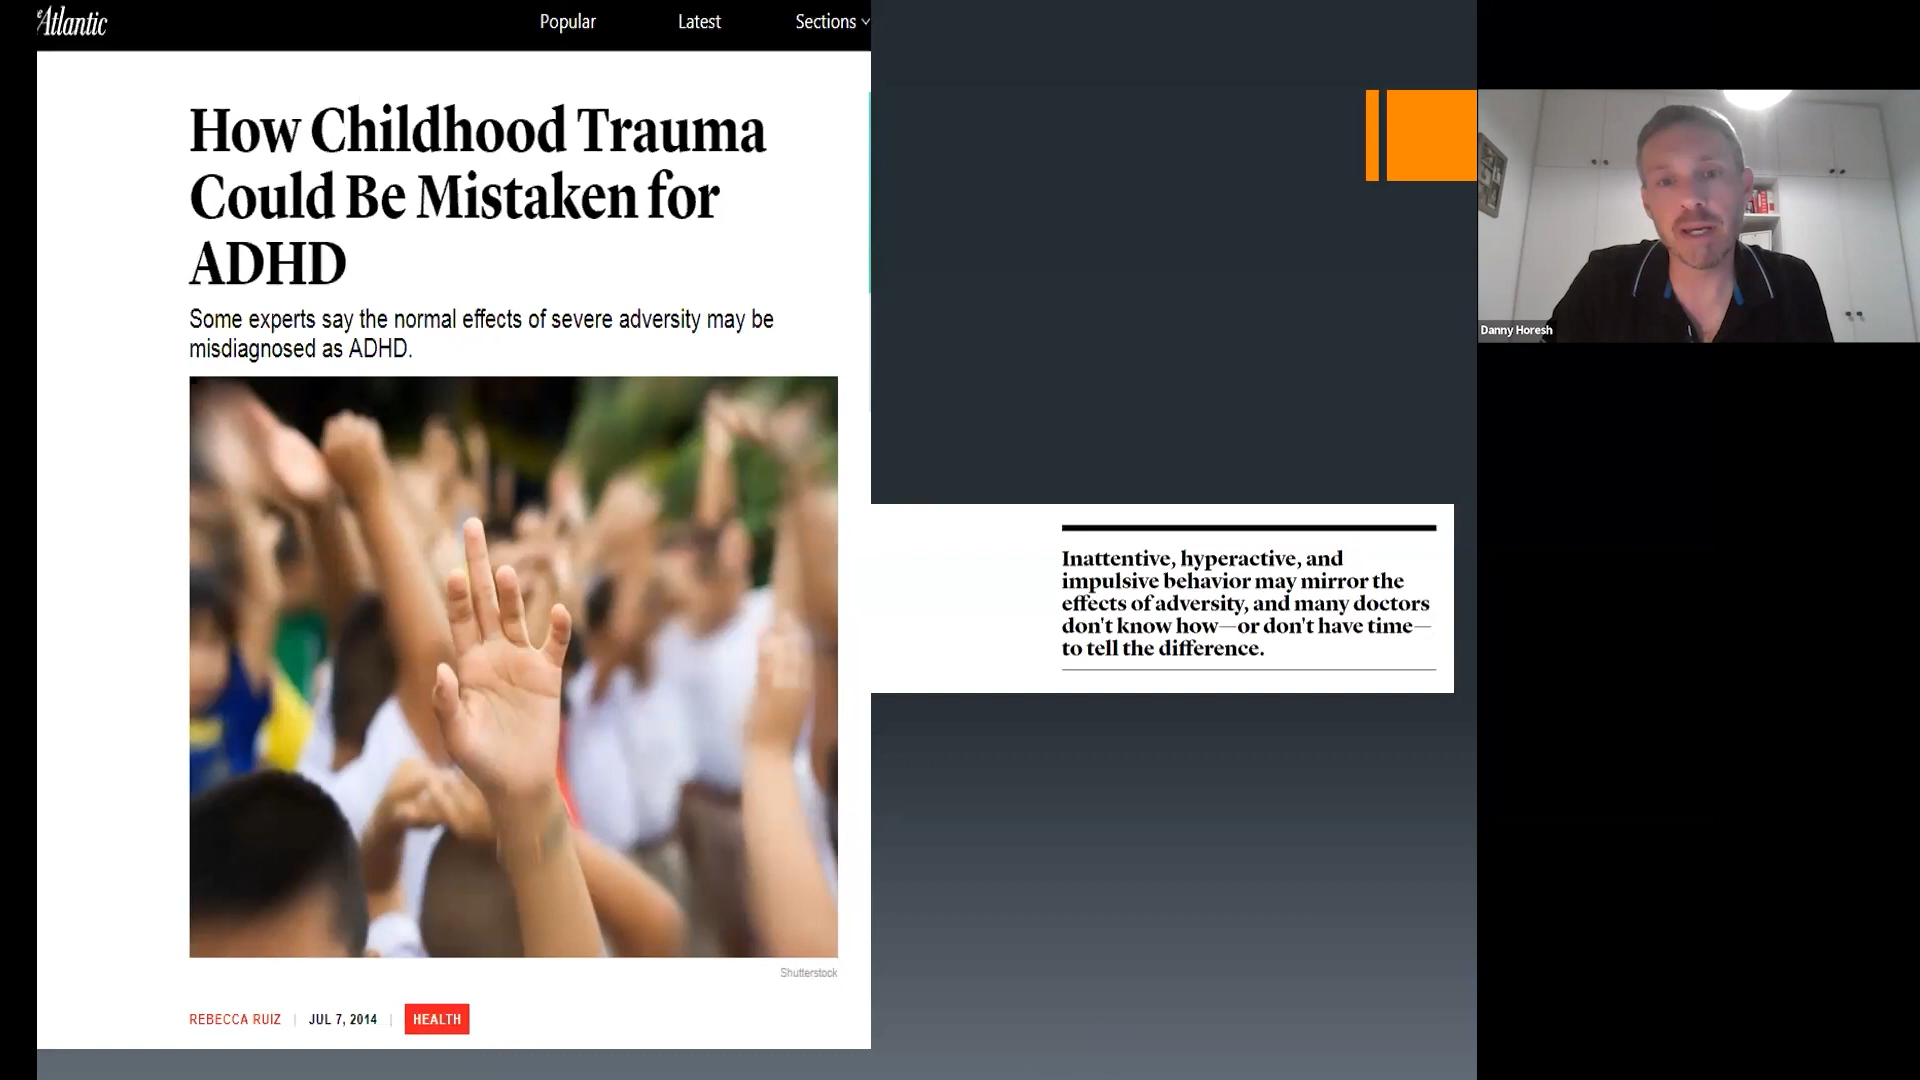 Atlantic
Popular
Latest
Sections
How Childhood Trauma
Could Be Mistaken for
ADHD
Some experts say the normal effects of severe adversity may be
misdiagnosed as ADHD.
Shutterstock
REBECCA RUIZ | JUL 7, 2014 | HEALTH
Inattentive, hyperactive, and
impulsive behavior may mirror the
effects of adversity, and many doctors
don't know how—or don't have time—
to tell the difference.
Danny Horesh